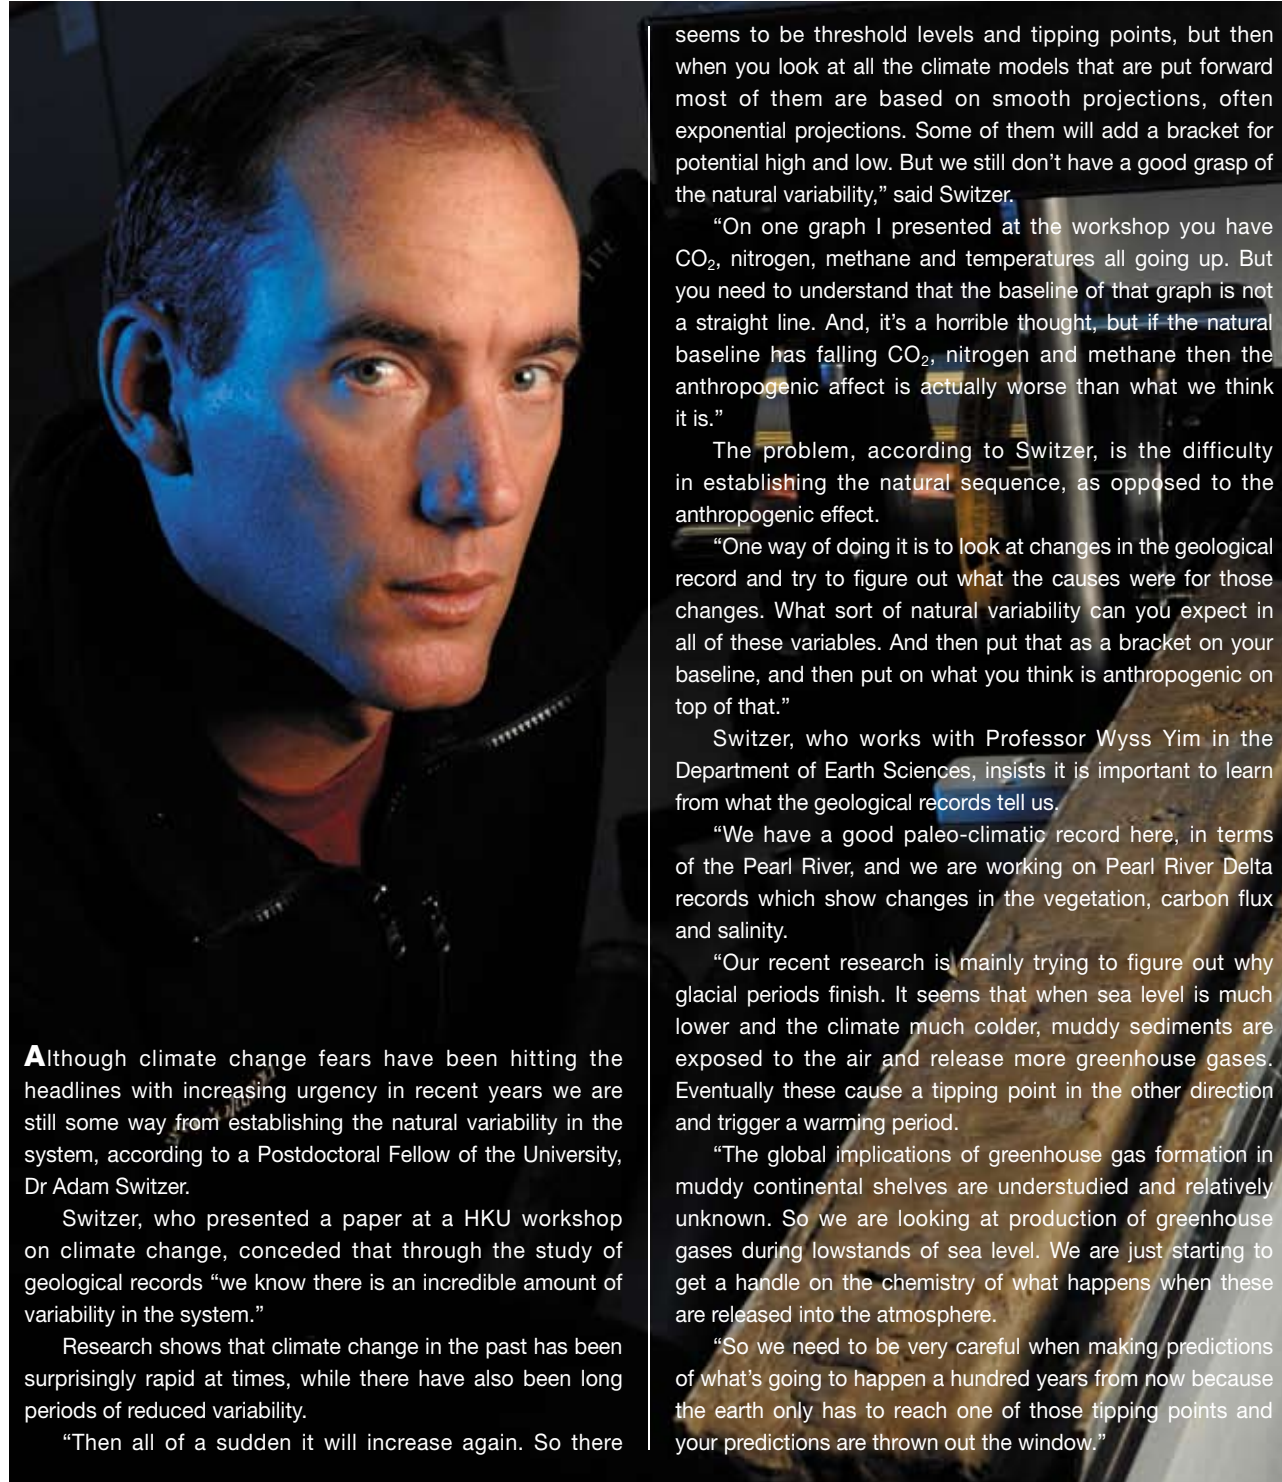 Although climate change fears have been hitting the
headlines with increasing urgency in recent years we are
still some way from establishing the natural variability in the
system, according to a Postdoctoral Fellow of the University,
Dr Adam Switzer.
Switzer, who presented a paper at a HKU workshop
on climate change, conceded that through the study of
geological records “we know there is an incredible amount of
variability in the system.”
Research shows that climate change in the past has been
surprisingly rapid at times, while there have also been long
periods of reduced variability.
“Then all of a sudden it will increase again. So there
seems to be threshold levels and tipping points, but then
when you look at all the climate models that are put forward
most of them are based on smooth projections, often
exponential projections. Some of them will add a bracket for
potential high and low. But we still don’t have a good grasp of
the natural variability,” said Switzer.
“On one graph I presented at the workshop you have
CO₂, nitrogen, methane and temperatures all going up. But
you need to understand that the baseline of that graph is not
a straight line. And, it’s a horrible thought, but if the natural
baseline has falling CO₂, nitrogen and methane then the
anthropogenic affect is actually worse than what we think
it is.”
The problem, according to Switzer, is the difficulty
in establishing the natural sequence, as opposed to the
anthropogenic effect.
“One way of doing it is to look at changes in the geological
record and try to figure out what the causes were for those
changes. What sort of natural variability can you expect in
all of these variables. And then put that as a bracket on your
baseline, and then put on what you think is anthropogenic on
top of that.”
Switzer, who works with Professor Wyss Yim in the
Department of Earth Sciences, insists it is important to learn
from what the geological records tell us.
“We have a good paleo-climatic record here, in terms
of the Pearl River, and we are working on Pearl River Delta
records which show changes in the vegetation, carbon flux
and salinity.
“Our recent research is mainly trying to figure out why
glacial periods finish. It seems that when sea level is much
lower and the climate much colder, muddy sediments are
exposed to the air and release more greenhouse gases.
Eventually these cause a tipping point in the other direction
and trigger a warming period.
“The global implications of greenhouse gas formation in
muddy continental shelves are understudied and relatively
unknown. So we are looking at production of greenhouse
gases during lowstands of sea level. We are just starting to
get a handle on the chemistry of what happens when these
are released into the atmosphere.
“So we need to be very careful when making predictions
of what’s going to happen a hundred years from now because
the earth only has to reach one of those tipping points and
your predictions are thrown out the window.”